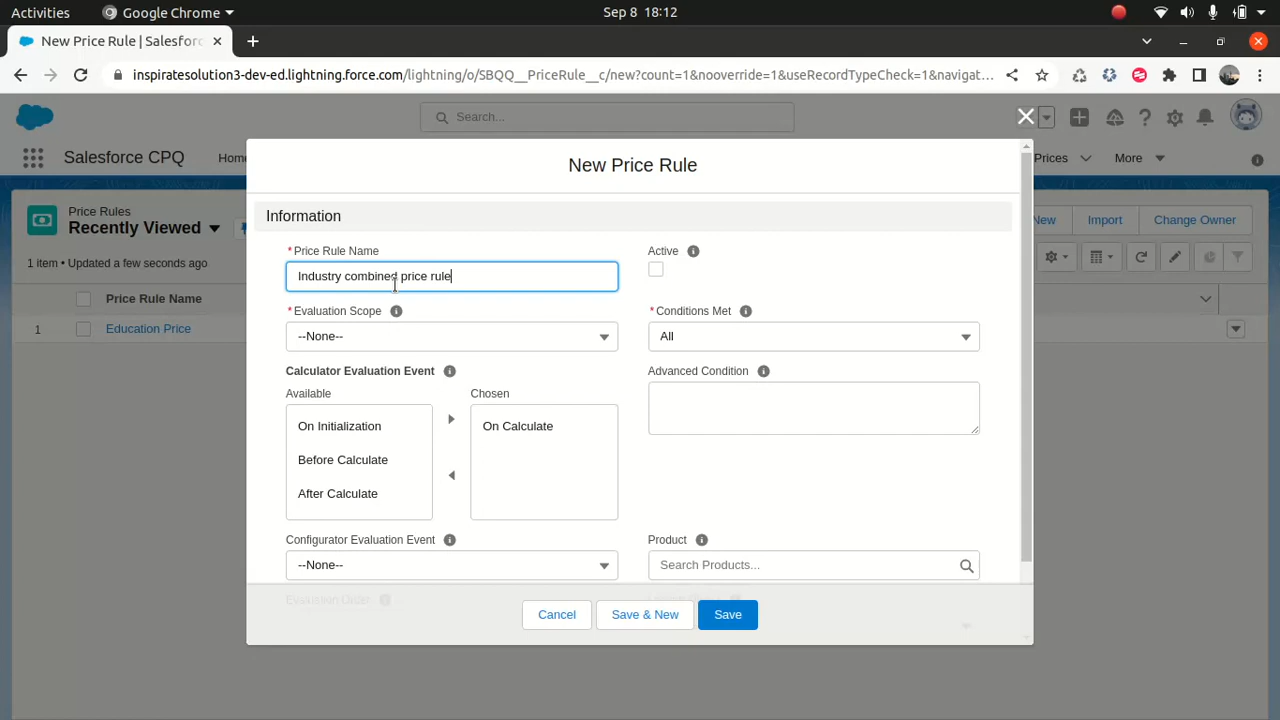 Activities
Google Chrome
Sep 8 18:12
New Price Rule | Salesforc
inspiratesolution3-dev-ed.lightning.force.com/lightning/o/SBQQ__PriceRule__c/new?count=1&nooverride=1&useRecordTypeCheck=1&navigat...
Search...
Salesforce CPQ
Hom
Prices
More
New Price Rule
Price Rules
Recently Viewed
New
Import
Change Owner
1 item • Updated a few seconds ago
Price Rule Name
1
Education Price
Information
*Price Rule Name
Industry combined price rule
Active
*Evaluation Scope
--None--
*Conditions Met
All
Calculator Evaluation Event
Available
Chosen
On Initialization
Before Calculate
After Calculate
On Calculate
Advanced Condition
Configurator Evaluation Event
--None--
Product
Search Products...
Evaluation Order
Cancel
Save & New
Save